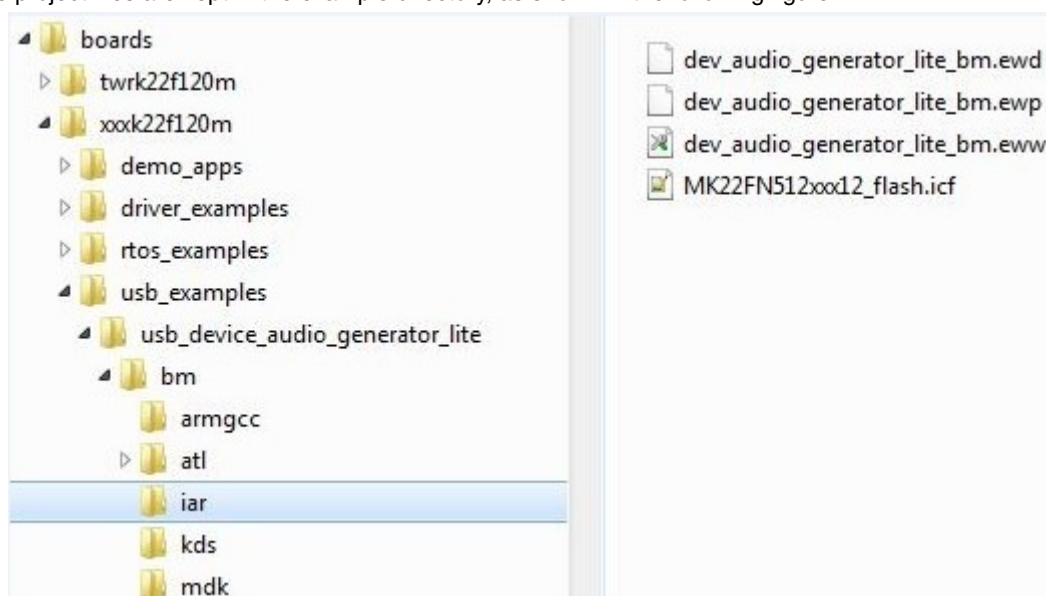 boards
twrk22f120m
xxxk22f120m
demo_apps
driver_examples
rtos_examples
usb_examples
usb_device_audio_generator_lite
bm
armgcc
atl
iar
kds
mdk
dev_audio_generator_lite_bm.ewd
dev_audio_generator_lite_bm.ewp
dev_audio_generator_lite_bm.eww
MK22FN512xxx12_flash.icf